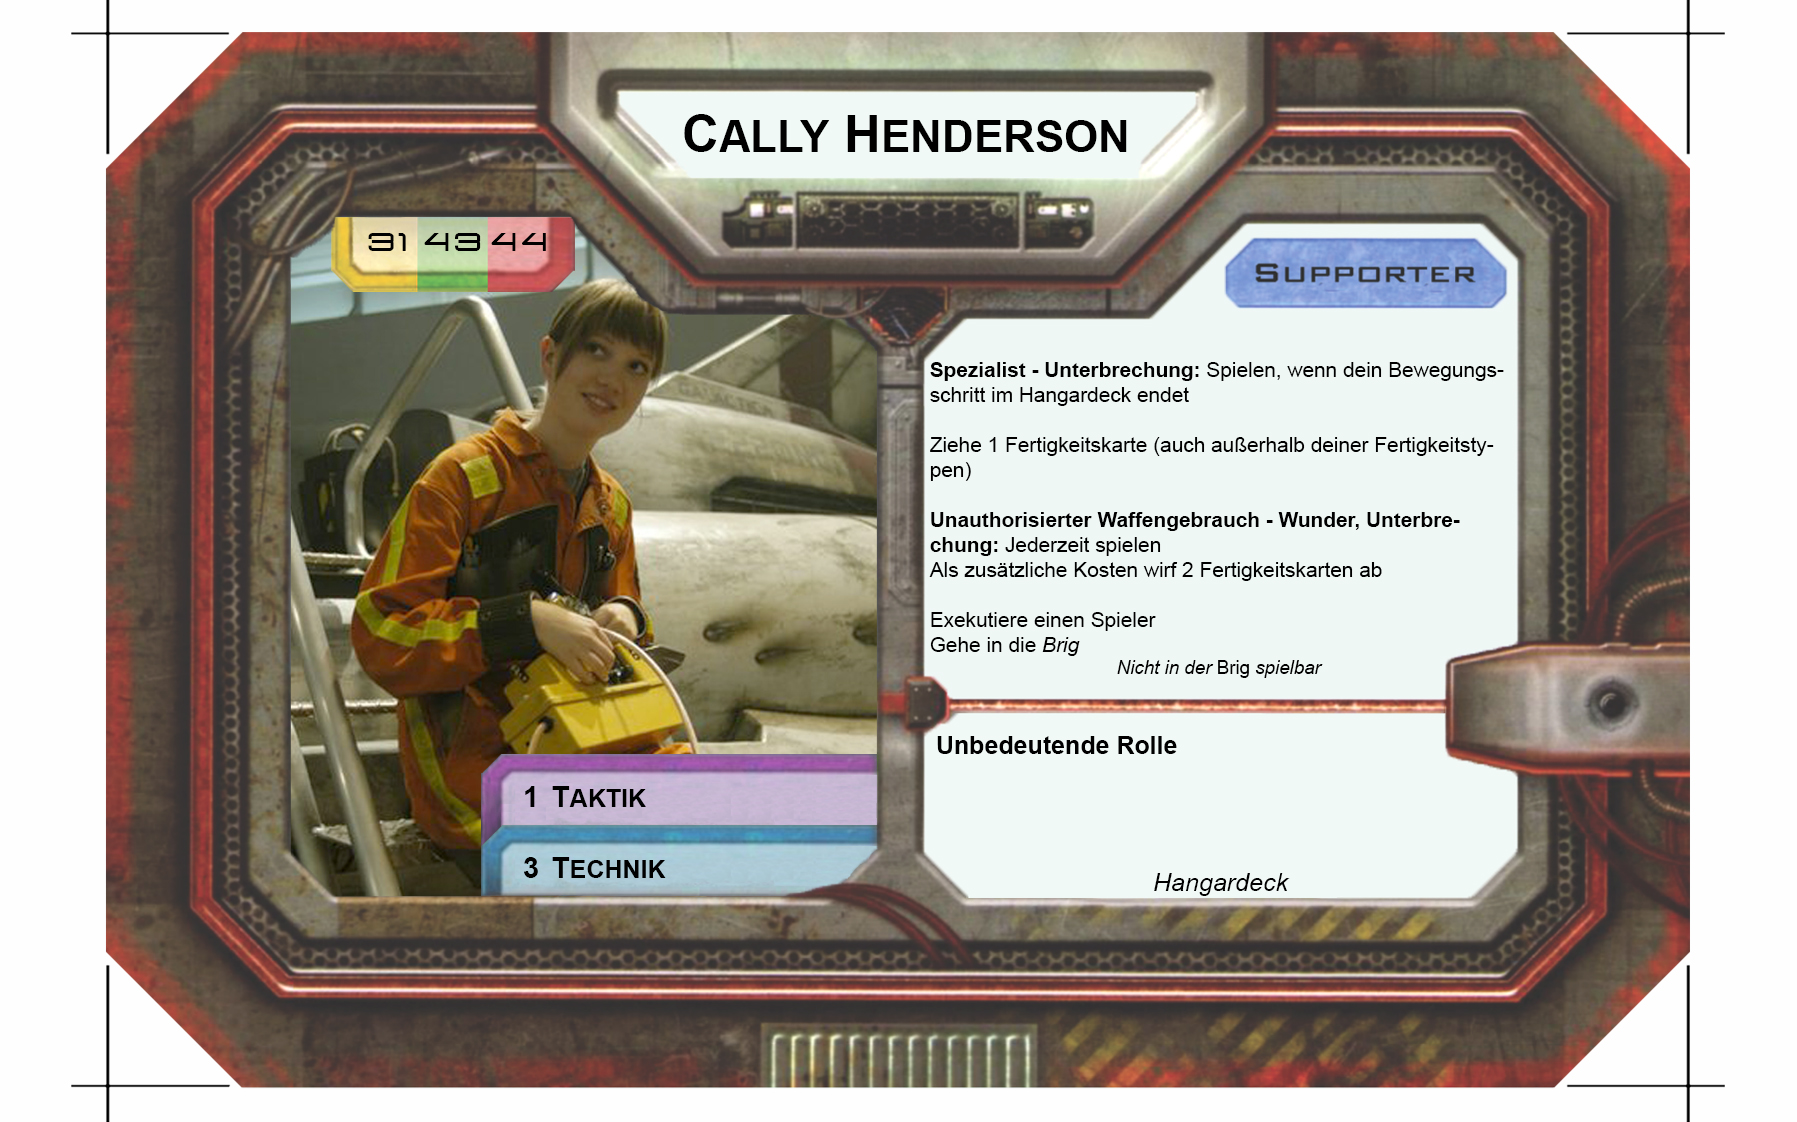 CALLY HENDERSON
31 43 44
SUPPORTER
Spezialist - Unterbrechung: Spielen, wenn dein Bewegungs-
schritt im Hangardeck endet
Ziehe 1 Fertigkeitskarte (auch außerhalb deiner Fertigkeitsty-
pen)
Unauthorisierter Waffengebrauch - Wunder, Unterbre-
chung: Jederzeit spielen
Als zusätzliche Kosten wirf 2 Fertigkeitskarten ab
Exekutiere einen Spieler
Gehe in die Brig
Nicht in der Brig spielbar
Unbedeutende Rolle
Hangardeck
1 TAKTIK
3 TECHNIK
GALACTICA